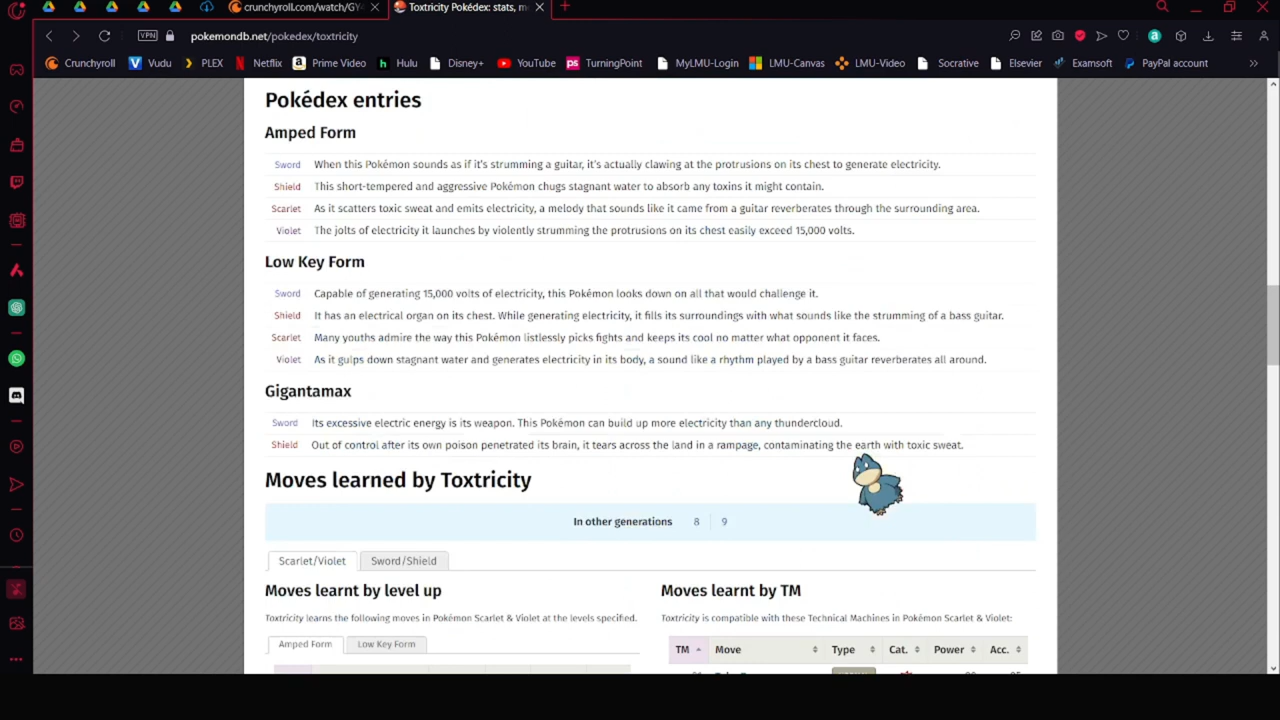 crunchyroll.com/watch/GY
Toxtricity Pokédex: stats, m
VPN
pokemondb.net/pokedex/toxtricity
Crunchyroll
Vudu
PLEX
Netflix
Prime Video
Hulu
Disney+
YouTube
TurningPoint
MyLMU-Login
LMU-Canvas
LMU-Video
Socrative
Elsevier
Examsoft
PayPal account
Pokédex entries
Amped Form
Sword When this Pokémon sounds as if it's strumming a guitar, it's actually clawing at the protrusions on its chest to generate electricity.
Shield This short-tempered and aggressive Pokémon chugs stagnant water to absorb any toxins it might contain.
Scarlet As it scatters toxic sweat and emits electricity, a melody that sounds like it came from a guitar reverberates through the surrounding area.
Violet The jolts of electricity it launches by violently strumming the protrusions on its chest easily exceed 15,000 volts.
Low Key Form
Sword Capable of generating 15,000 volts of electricity, this Pokémon looks down on all that would challenge it.
Shield It has an electrical organ on its chest. While generating electricity, it fills its surroundings with what sounds like the strumming of a bass guitar.
Scarlet Many youths admire the way this Pokémon listlessly picks fights and keeps its cool no matter what opponent it faces.
Violet As it gulps down stagnant water and generates electricity in its body, a sound like a rhythm played by a bass guitar reverberates all around.
Gigantamax
Sword Its excessive electric energy is its weapon. This Pokémon can build up more electricity than any thundercloud.
Shield Out of control after its own poison penetrated its brain, it tears across the land in a rampage, contaminating the earth with toxic sweat.
Moves learned by Toxtricity
In other generations 8 9
Scarlet/Violet Sword/Shield
Moves learnt by level up
Toxtricity learns the following moves in Pokémon Scarlet & Violet at the levels specified.
Amped Form Low Key Form
Moves learnt by TM
Toxtricity is compatible with these Technical Machines in Pokémon Scarlet & Violet:
TM Move Type Cat. Power Acc.